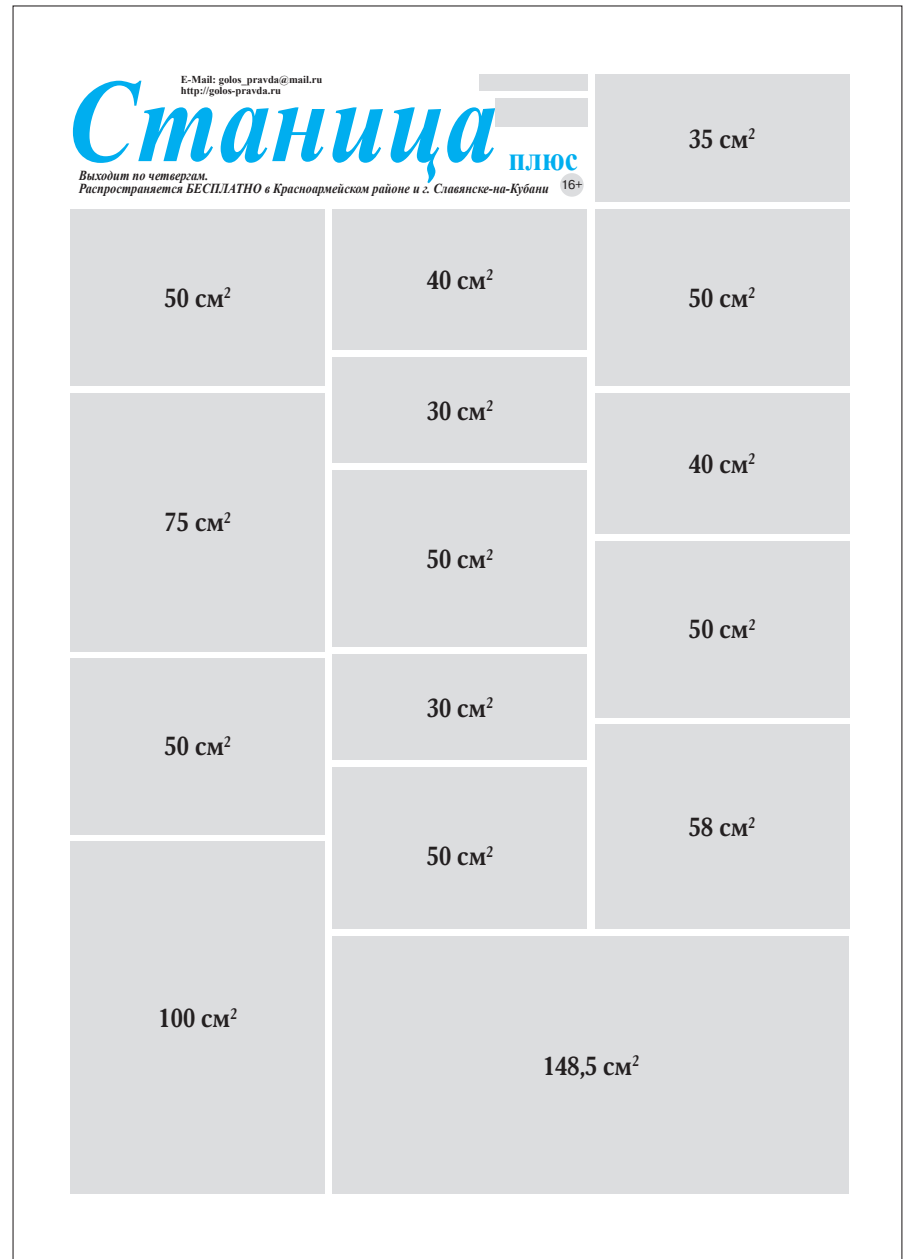 E-Mail: golos_pravda@mail.ru
http://golos-pravda.ru
Станица
плюс
Выходит по четвергам.
Распространяется БЕСПЛАТНО в Красноармейском районе и г. Славянске-на-Кубани
16+
35 см²
50 см²
40 см²
50 см²
30 см²
40 см²
75 см²
50 см²
50 см²
30 см²
50 см²
58 см²
50 см²
100 см²
148,5 см²